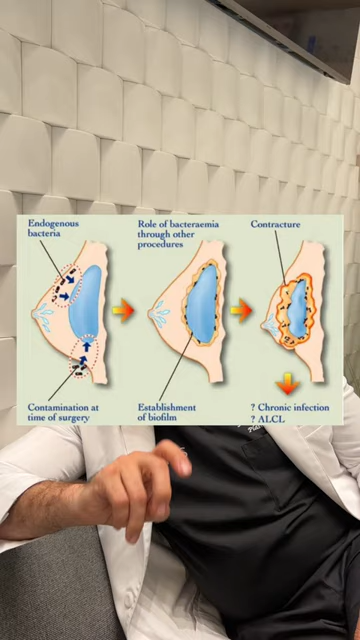 Endogenous
bacteria
Role of bacteraemia
through other
procedures
Contracture
Contamination at
time of surgery
Establishment
of biofilm
? Chronic infection
? ALCL